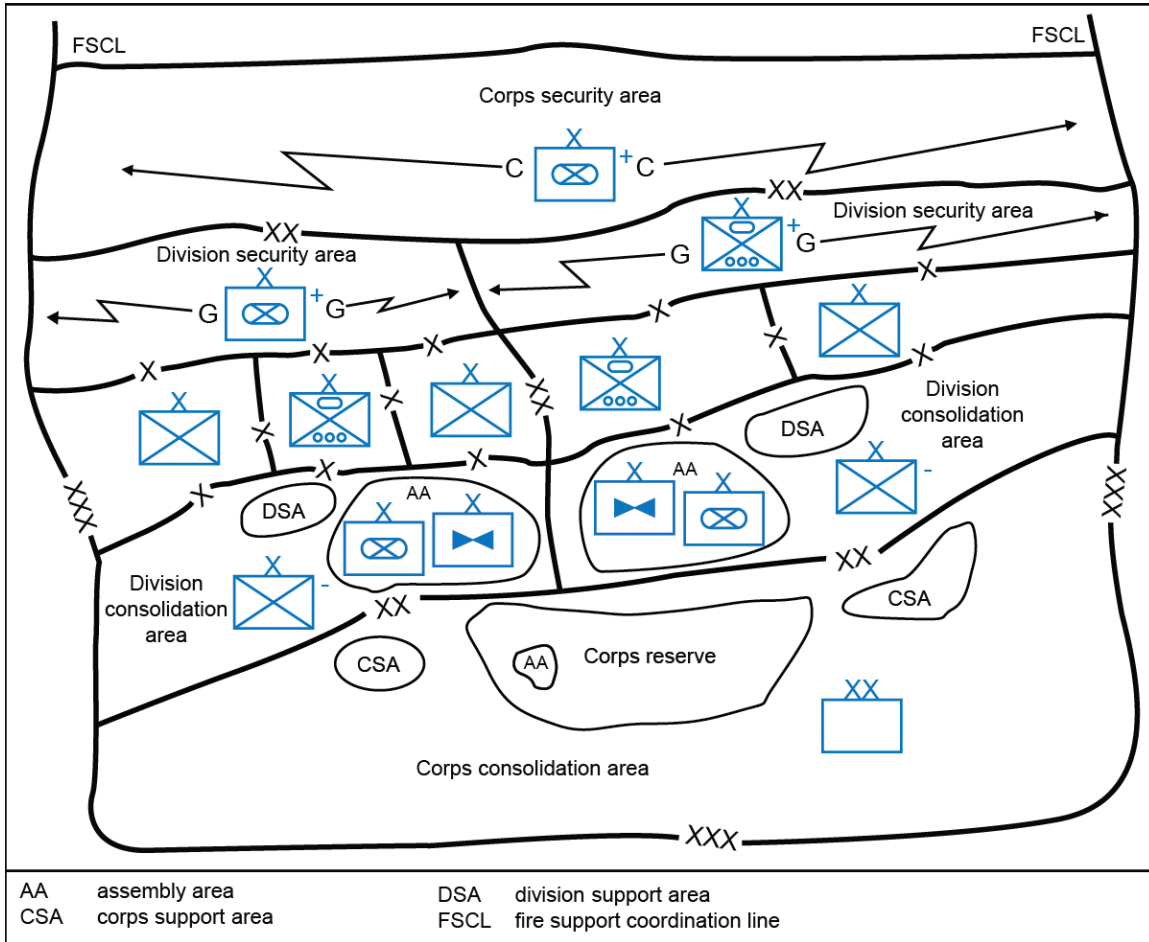 FSCL
FSCL
Corps security area
X
C
+
C
XX
X
Division security area
+
G
G
XX
Division security area
X
G
+
G
X
X
X
X
X
X
X
X
X
X
X
X
X
X
XX
X
X
X
X
X
DSA
Division
consolidation
area
AA
X
X
AA
X
X
X
-
DSA
XXX
XXX
Division
consolidation
area
X
-
XX
XX
CSA
CSA
AA
Corps reserve
XX
Corps consolidation area
XXX
AA assembly area
CSA corps support area
DSA division support area
FSCL fire support coordination line